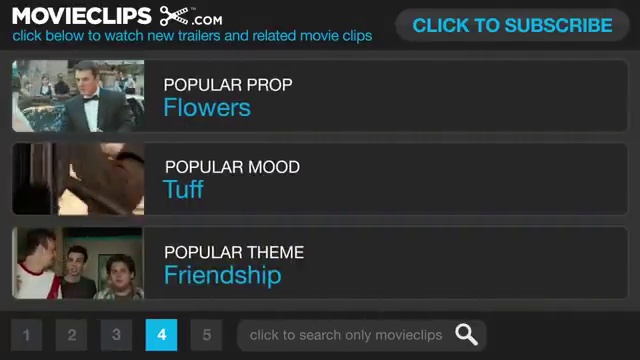 MOVIECLIPS.COM™
click below to watch new trailers and related movie clips
CLICK TO SUBSCRIBE
POPULAR PROP
Flowers
POPULAR MOOD
Tuff
POPULAR THEME
Friendship
1 2 3 4 5
click to search only movieclips